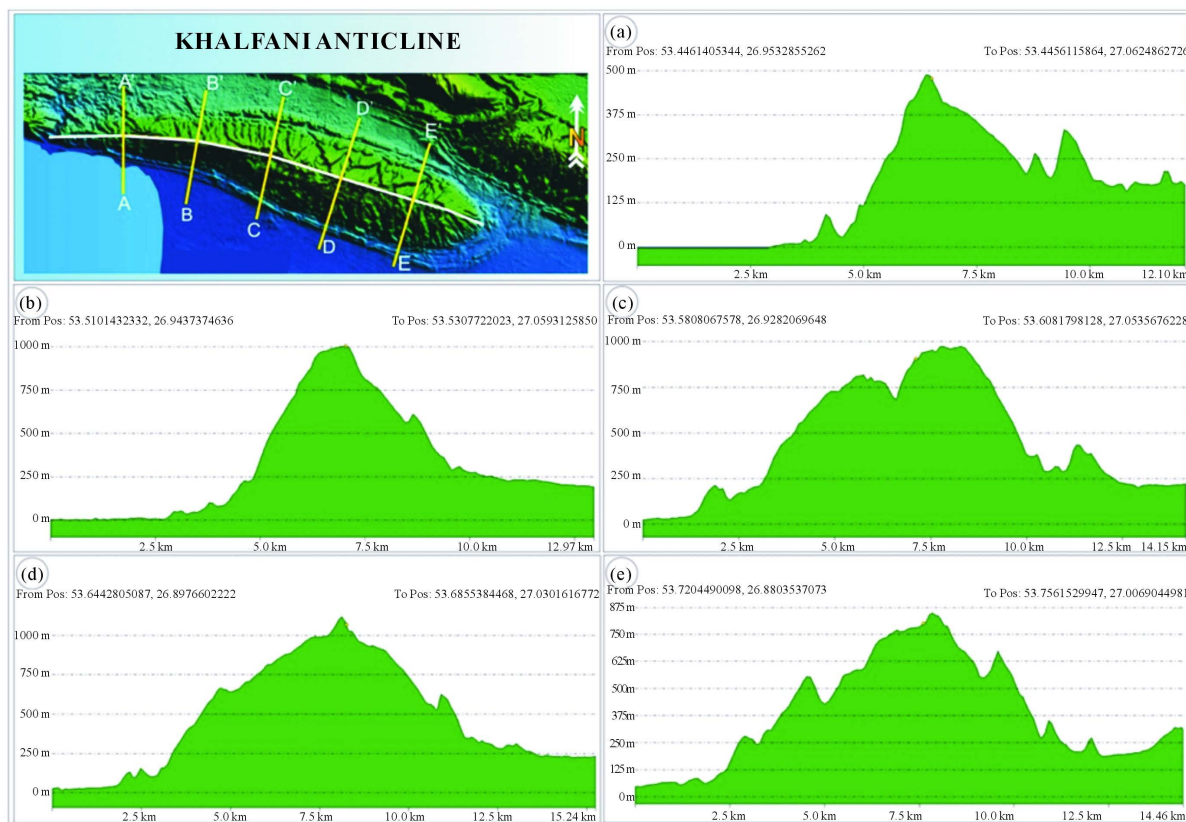 KHALFANI ANTICLINE
A' B' C' D' E'
N
A B C D E
(a)
From Pos: 53.4461405344, 26.9532855262 To Pos: 53.4456115864, 27.0624862726
500 m
375 m
250 m
125 m
0 m
2.5 km 5.0 km 7.5 km 10.0 km 12.10 km
(b)
From Pos: 53.5101432332, 26.9437374636 To Pos: 53.5307722023, 27.0593125850
1000 m
750 m
500 m
250 m
0 m
2.5 km 5.0 km 7.5 km 10.0 km 12.97 km
(c)
From Pos: 53.5808067578, 26.9282069648 To Pos: 53.6081798128, 27.0535676228
1000 m
750 m
500 m
250 m
0 m
2.5 km 5.0 km 7.5 km 10.0 km 12.5 km 14.15 km
(d)
From Pos: 53.6442805087, 26.8976602222 To Pos: 53.6855384468, 27.0301616772
1000 m
750 m
500 m
250 m
0 m
2.5 km 5.0 km 7.5 km 10.0 km 12.5 km 15.24 km
(e)
From Pos: 53.7204490098, 26.8803537073 To Pos: 53.7561529947, 27.0069044981
875 m
750 m
625 m
500m
375 m
250 m
125 m
0 m
2.5 km 5.0 km 7.5 km 10.0 km 12.5 km 14.46 km